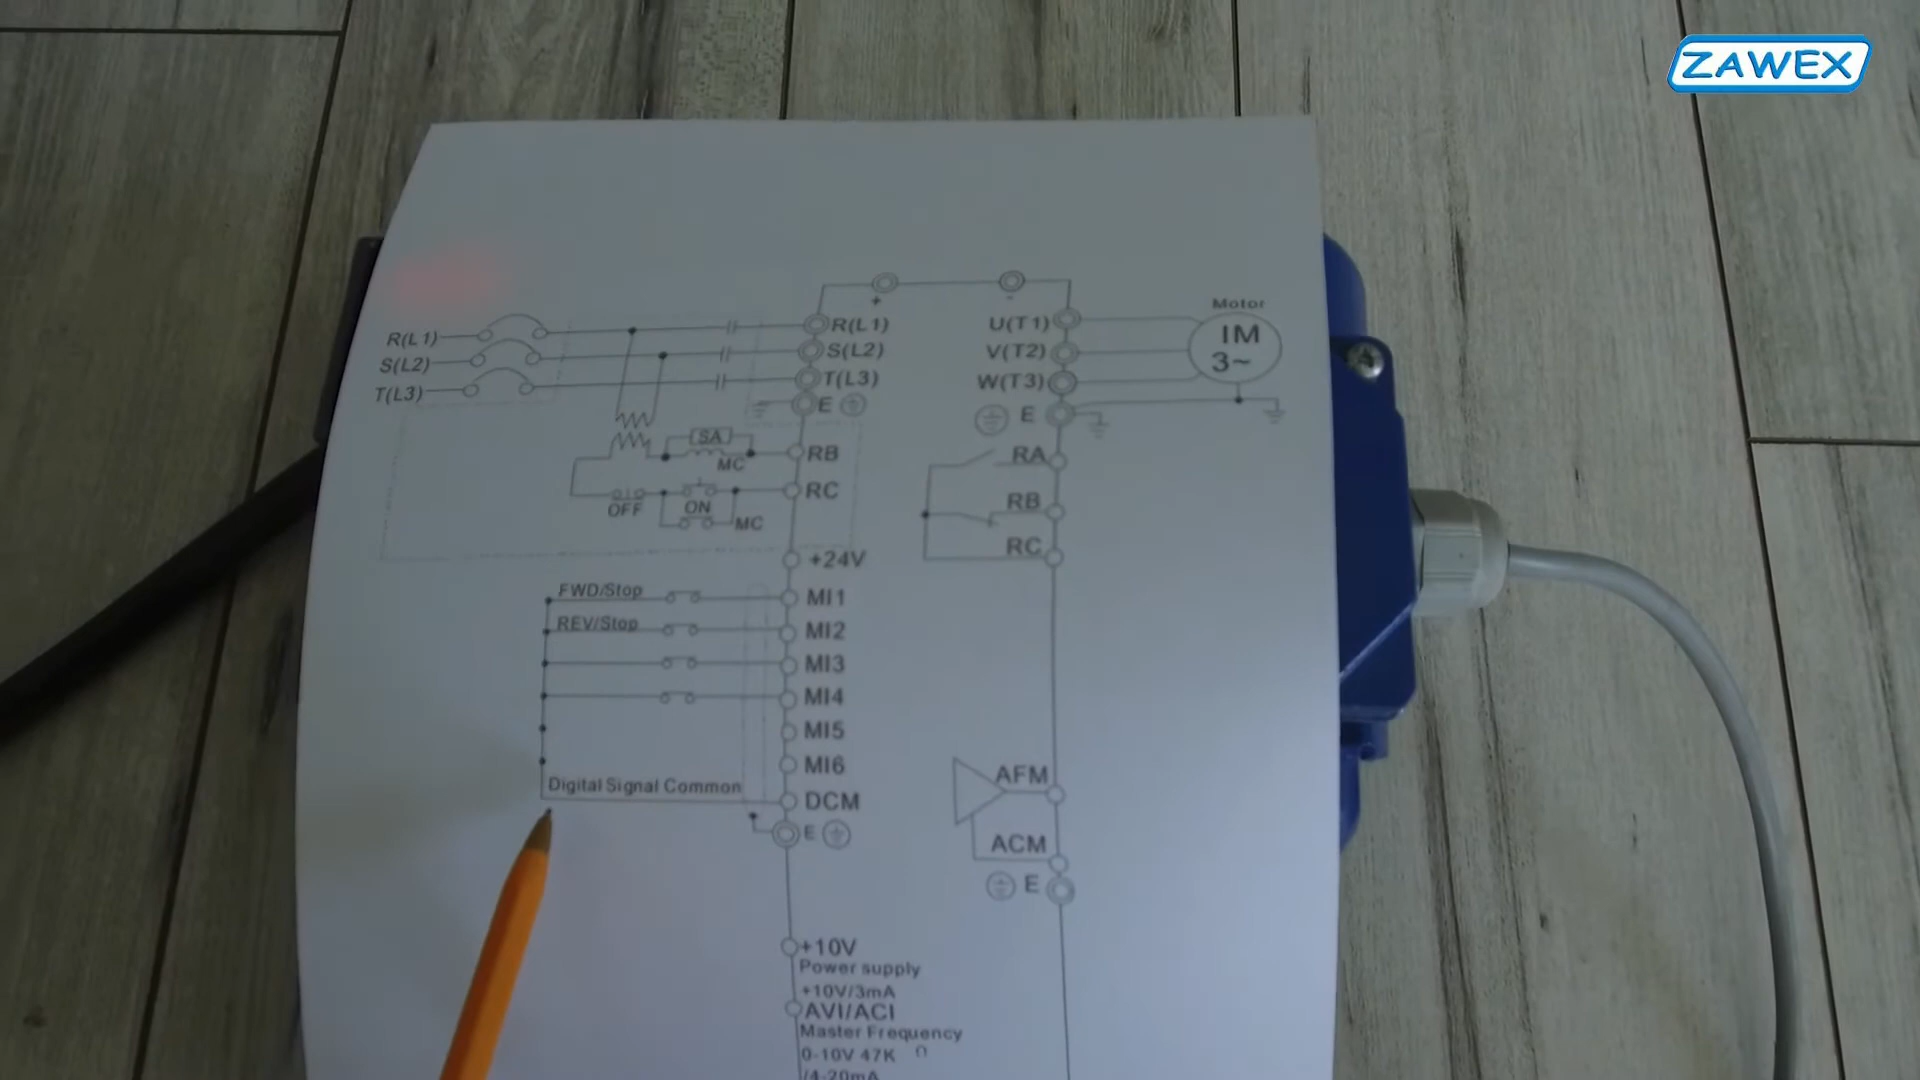 ZAWEX
+
-
Motor
R(L1)
R(L1)
U(T1)
IM
S(L2)
S(L2)
V(T2)
3~
T(L3)
T(L3)
W(T3)
E
E
SA
RB
RA
MC
RC
RB
OFF
ON
MC
RC
+24V
FWD/Stop
MI1
REV/Stop
MI2
MI3
MI4
MI5
MI6
AFM
Digital Signal Common
DCM
E
ACM
E
+10V
Power supply
+10V/3mA
AVI/ACI
Master Frequency
0-10V 47K Ω
/4-20mA